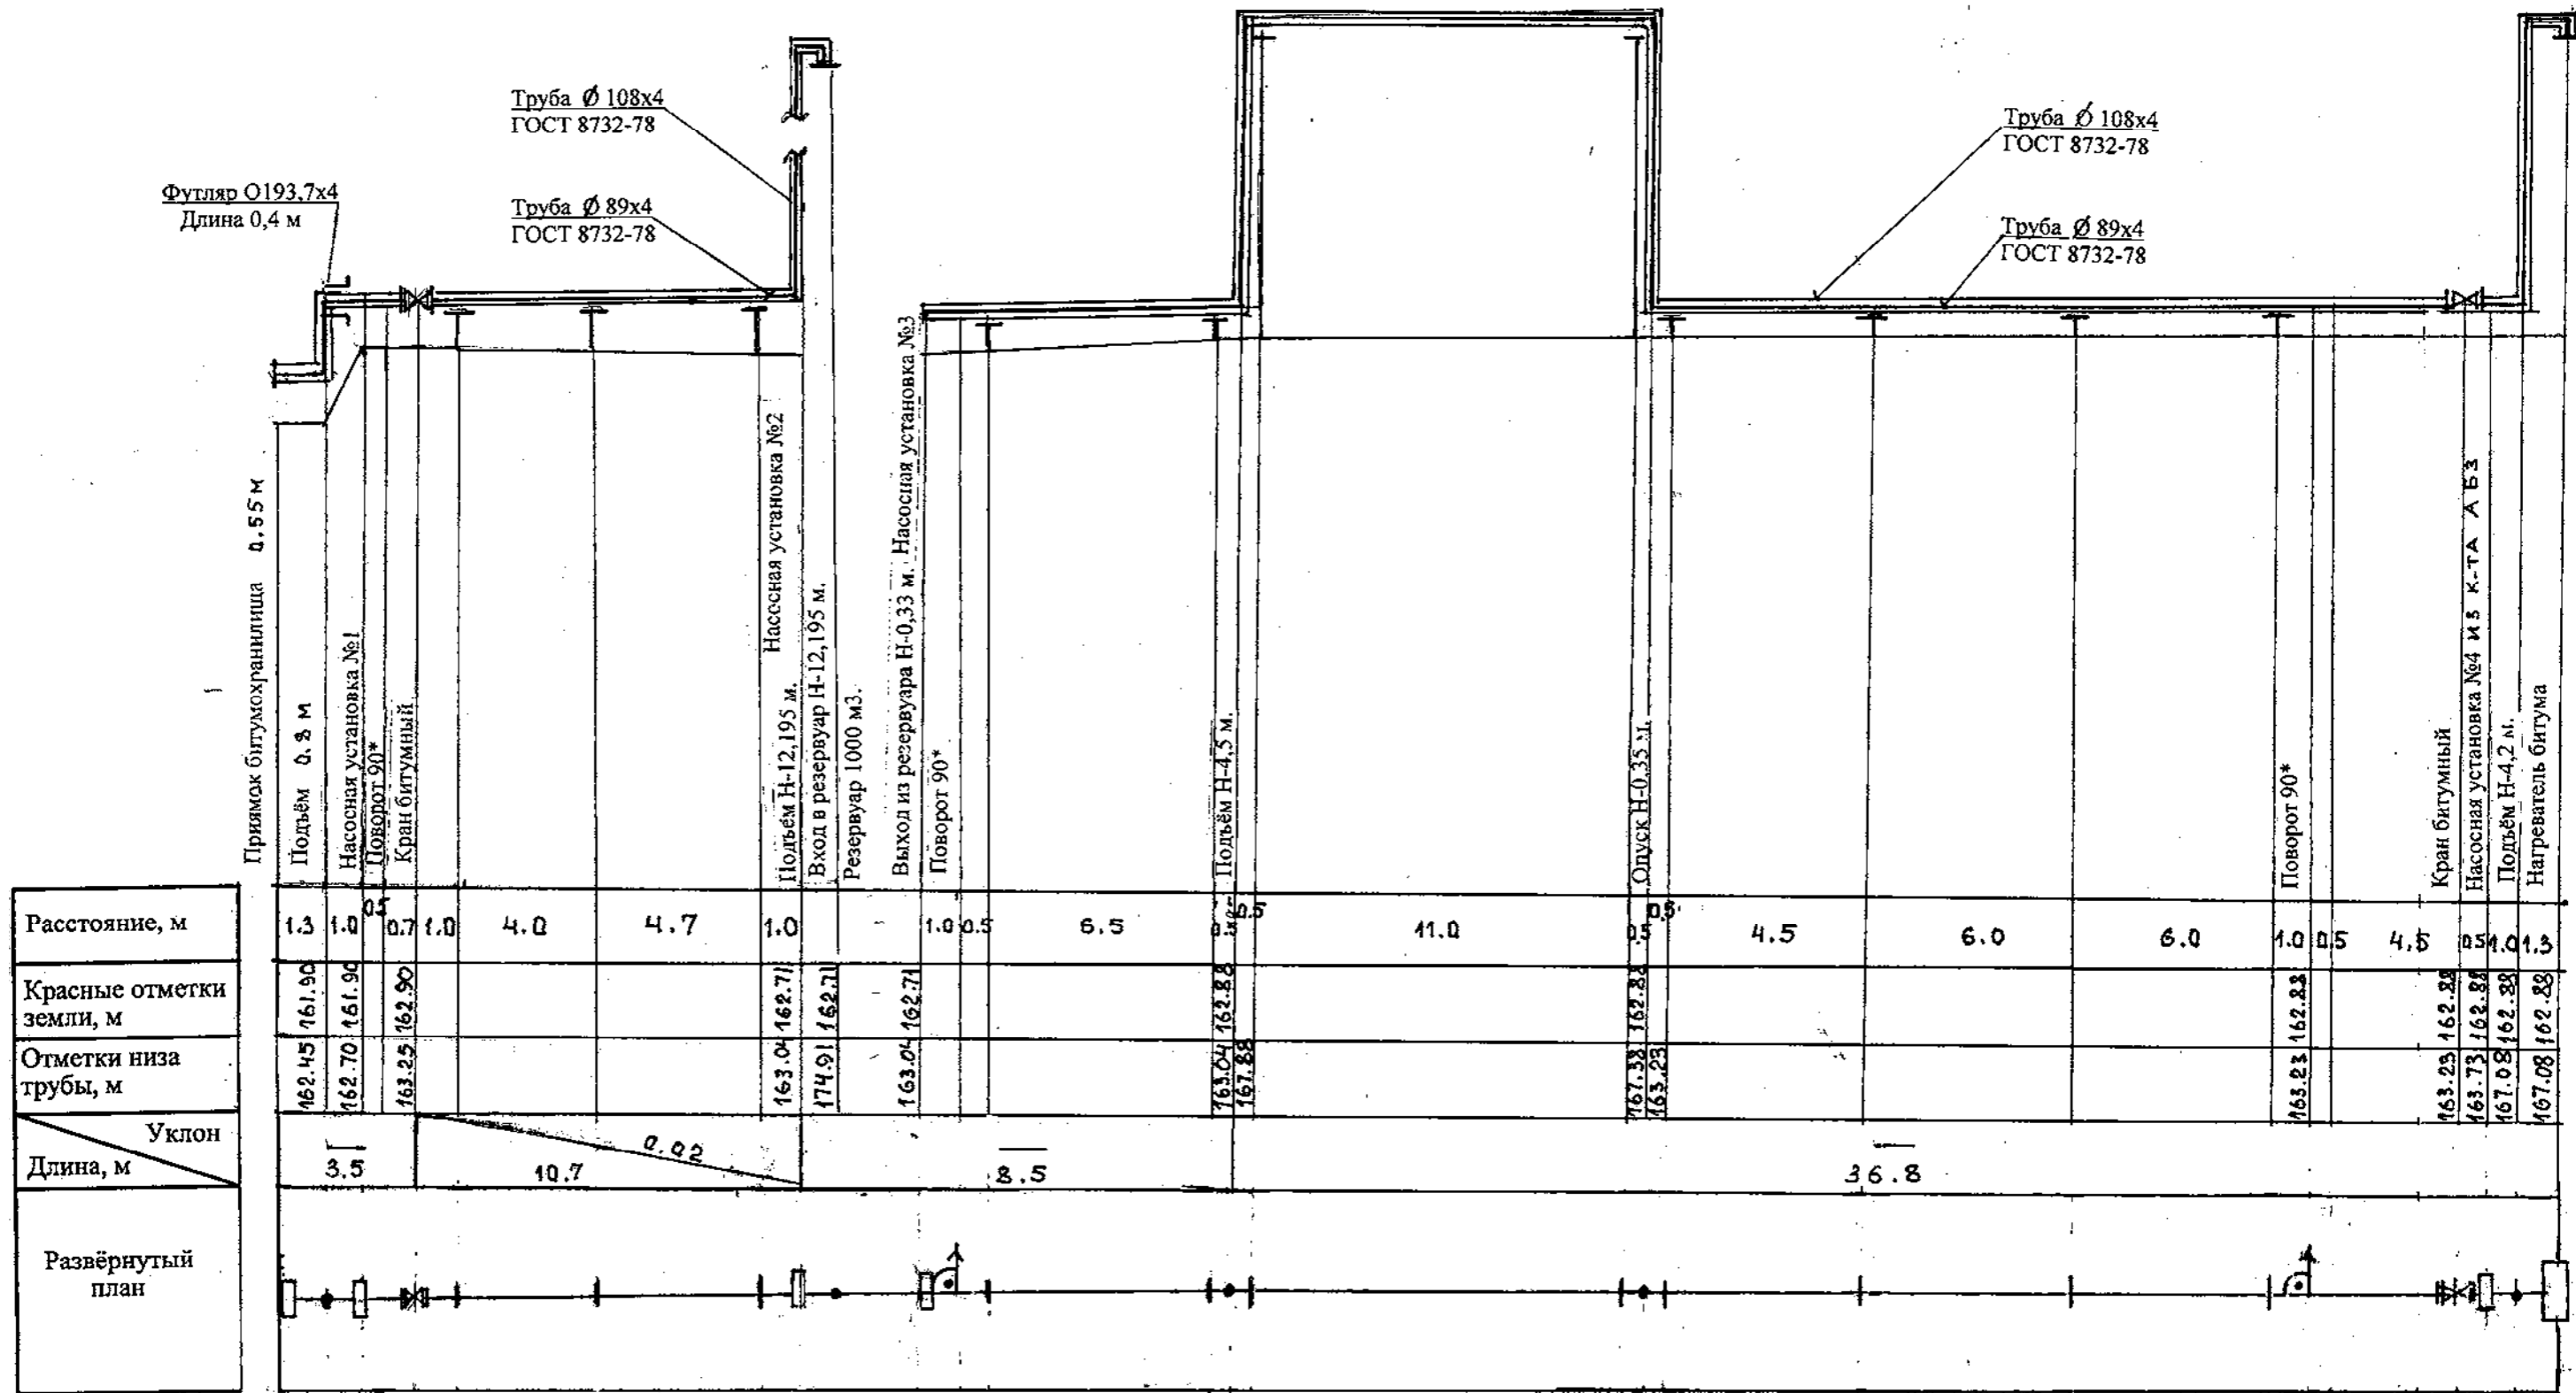 Труба Ø 108х4
ГОСТ 8732-78
Труба Ø 108х4
ГОСТ 8732-78
Футляр О193,7х4
Длина 0,4 м
Труба Ø 89х4
ГОСТ 8732-78
Труба Ø 89х4
ГОСТ 8732-78
Приямок битумохранилища 0.55 м
Подъём 0.8 м
Насосная установка №1
Поворот 90*
Кран битумный
Насосная установка №2
Подъём Н-12,195 м.
Вход в резервуар Н-12,195 м.
Резервуар 1000 м3.
Выход из резервуара Н-0,33 м. Насосная установка №3
Поворот 90*
Подъём Н-4,5 м.
Опуск Н-0,35 м.
Поворот 90*
Кран битумный
Насосная установка №4 из к-та АБЗ
Подъём Н-4,2 м.
Нагреватель битума
Расстояние, м
1.3 1.0 0.5 0.7 1.0 4.0 4.7 1.0 1.0 0.5 6.5 0.5 0.5 11.0 0.5 0.5 4.5 6.0 6.0 1.0 0.5 4.5 0.5 1.0 1.3
Красные отметки
земли, м
161.90 161.90 162.90 162.71 162.71 162.71 162.88 162.88 162.88 162.88 162.88 162.88 162.88
Отметки низа
трубы, м
162.45 162.70 163.25 163.04 174.91 163.04 163.04 167.88 167.38 163.23 163.23 163.23 163.73 167.08 167.08
Уклон
0.02
Длина, м
3.5 10.7 8.5 36.8
Развёрнутый
план